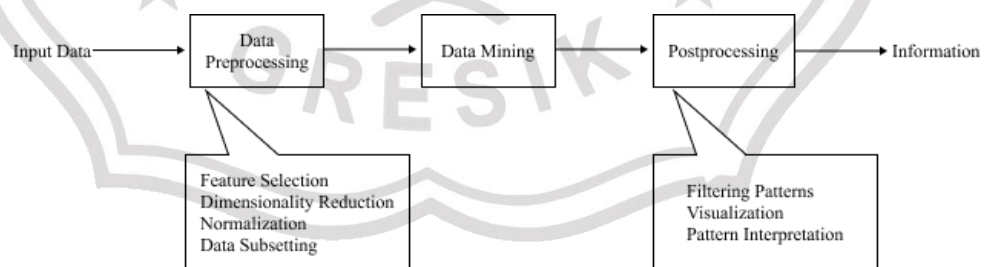 Input Data
Data
Preprocessing
Data Mining
Postprocessing
Information
Feature Selection
Dimensionality Reduction
Normalization
Data Subsetting
Filtering Patterns
Visualization
Pattern Interpretation
GRESIK